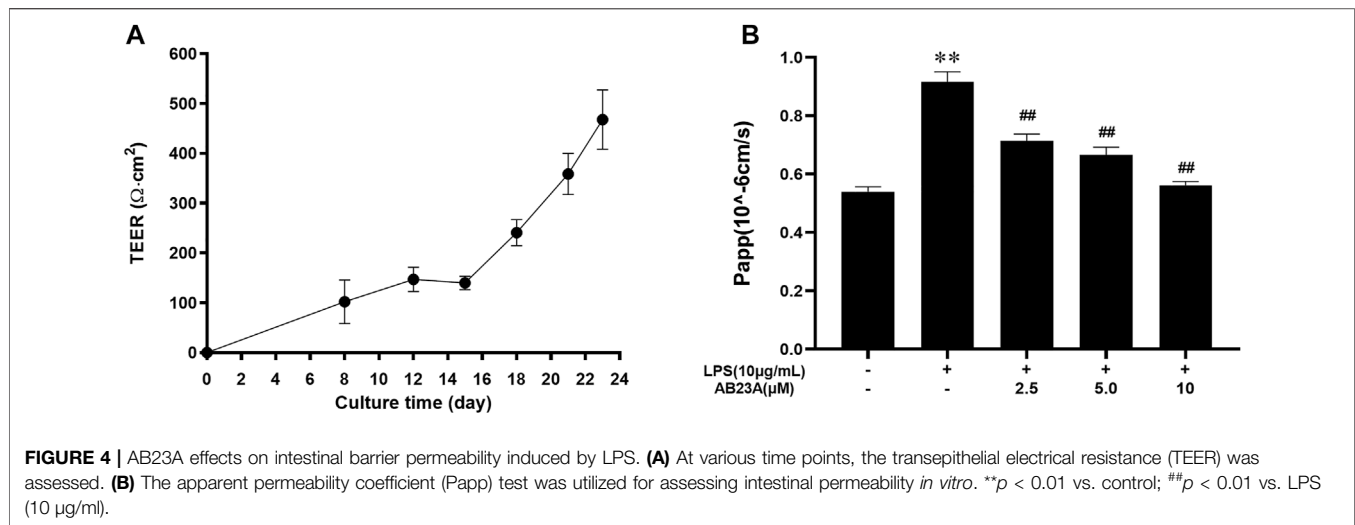 A
600
500
400
300
200
100
0
TEER (Ω·cm²)
0 2 4 6 8 10 12 14 16 18 20 22 24
Culture time (day)
B
1.0
0.8
0.6
0.4
0.2
0.0
Papp(10^-6cm/s)
**
##
##
##
LPS(10μg/mL) - + + + +
AB23A(μM) - - 2.5 5.0 10
FIGURE 4 | AB23A effects on intestinal barrier permeability induced by LPS. (A) At various time points, the transepithelial electrical resistance (TEER) was
assessed. (B) The apparent permeability coefficient (Papp) test was utilized for assessing intestinal permeability in vitro. **p < 0.01 vs. control; ##p < 0.01 vs. LPS
(10 μg/ml).